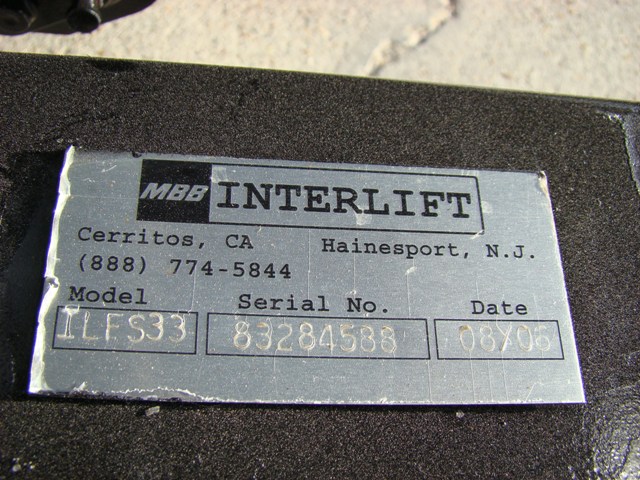 MBB INTERLIFT
Cerritos, CA Hainesport, N.J.
(888) 774-5844
Model Serial No. Date
ILFS33 83284588 08/06